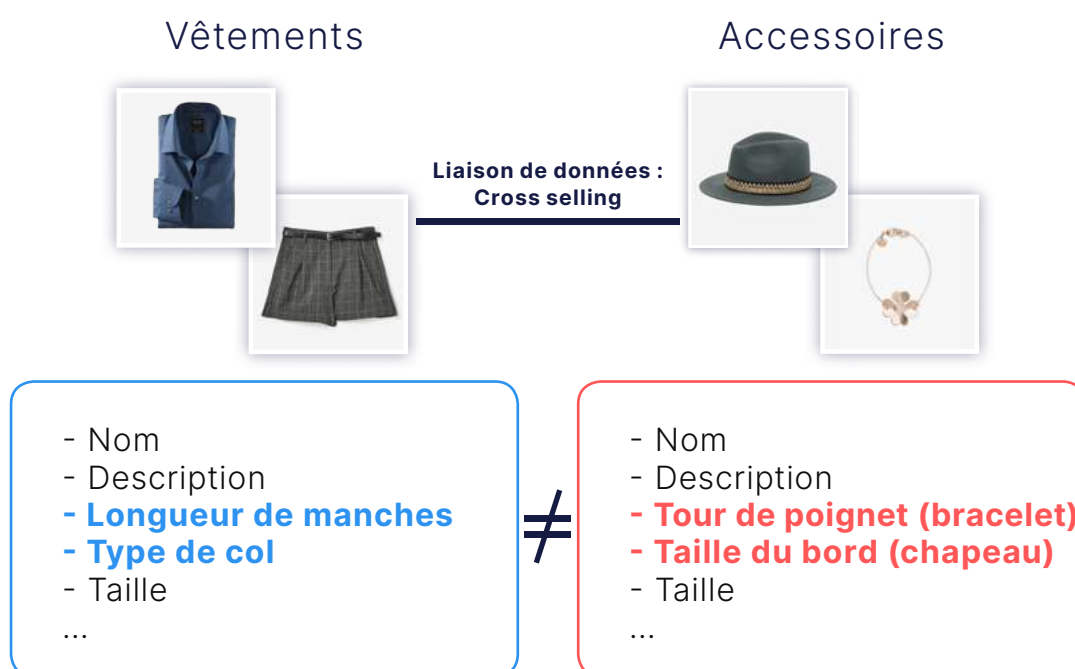 Vêtements
Accessoires
Liaison de données :
Cross selling
- Nom
- Description
- Longueur de manches
- Type de col
- Taille
...
≠
- Nom
- Description
- Tour de poignet (bracelet)
- Taille du bord (chapeau)
- Taille
...